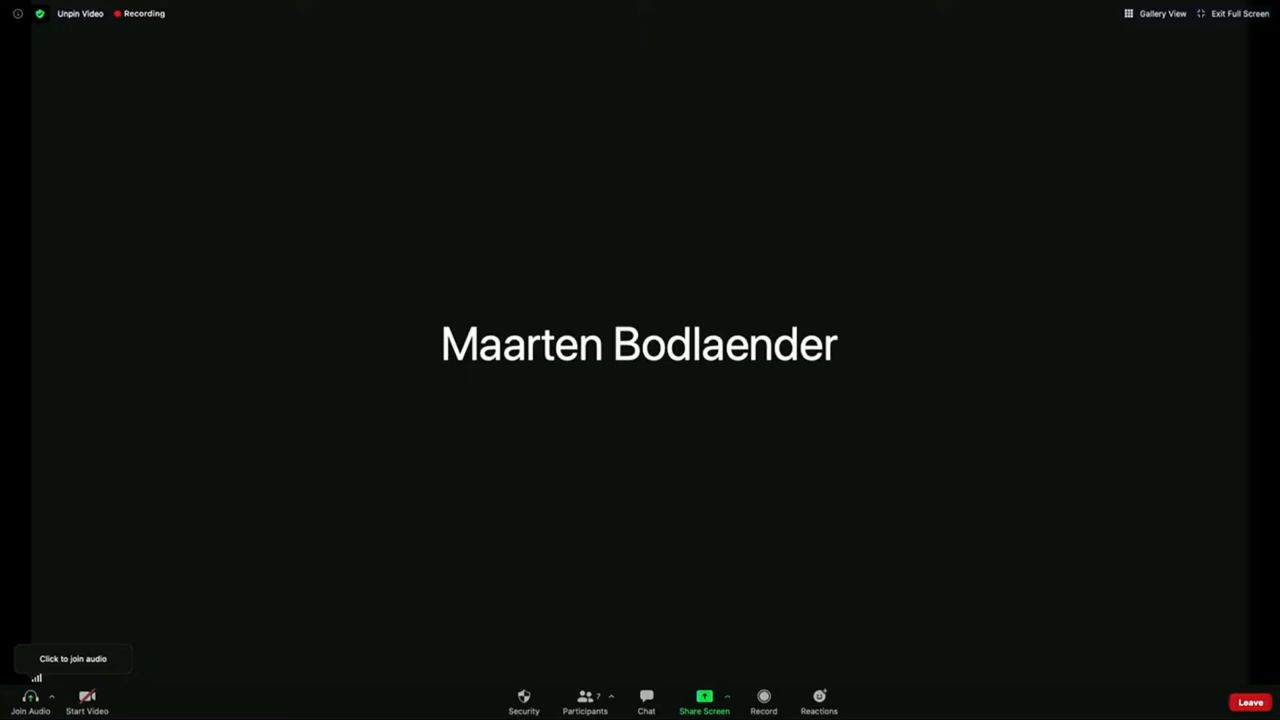 Unpin Video
Recording
Gallery View
Exit Full Screen
Maarten Bodlaender
Click to join audio
Join Audio
Start Video
Security
7
Participants
Chat
Share Screen
Record
Reactions
Leave